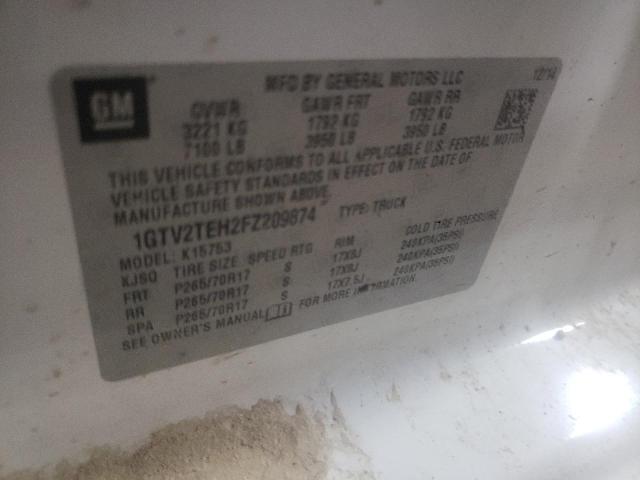 MFD BY GENERAL MOTORS LLC 12/14
GM
GVWR GAWR FRT GAWR RR
3221 KG 1792 KG 1792 KG
7100 LB 3950 LB 3950 LB
THIS VEHICLE CONFORMS TO ALL APPLICABLE U.S. FEDERAL MOTOR
VEHICLE SAFETY STANDARDS IN EFFECT ON THE DATE OF
MANUFACTURE SHOWN ABOVE.
1GTV2TEH2FZ209874 TYPE: TRUCK
MODEL: K15753
XJSQ TIRE SIZE SPEED RTG RIM COLD TIRE PRESSURE
FRT P265/70R17 S 17X8J 240KPA(35PSI)
RR P265/70R17 S 17X8J 240KPA(35PSI)
SPA P265/70R17 S 17X7.5J 240KPA(35PSI)
SEE OWNER'S MANUAL FOR MORE INFORMATION.